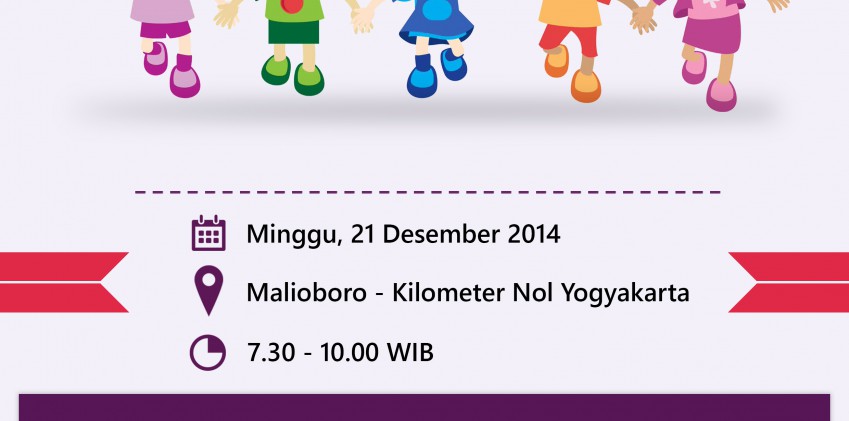 Minggu, 21 Desember 2014
Malioboro - Kilometer Nol Yogyakarta
7.30 - 10.00 WIB